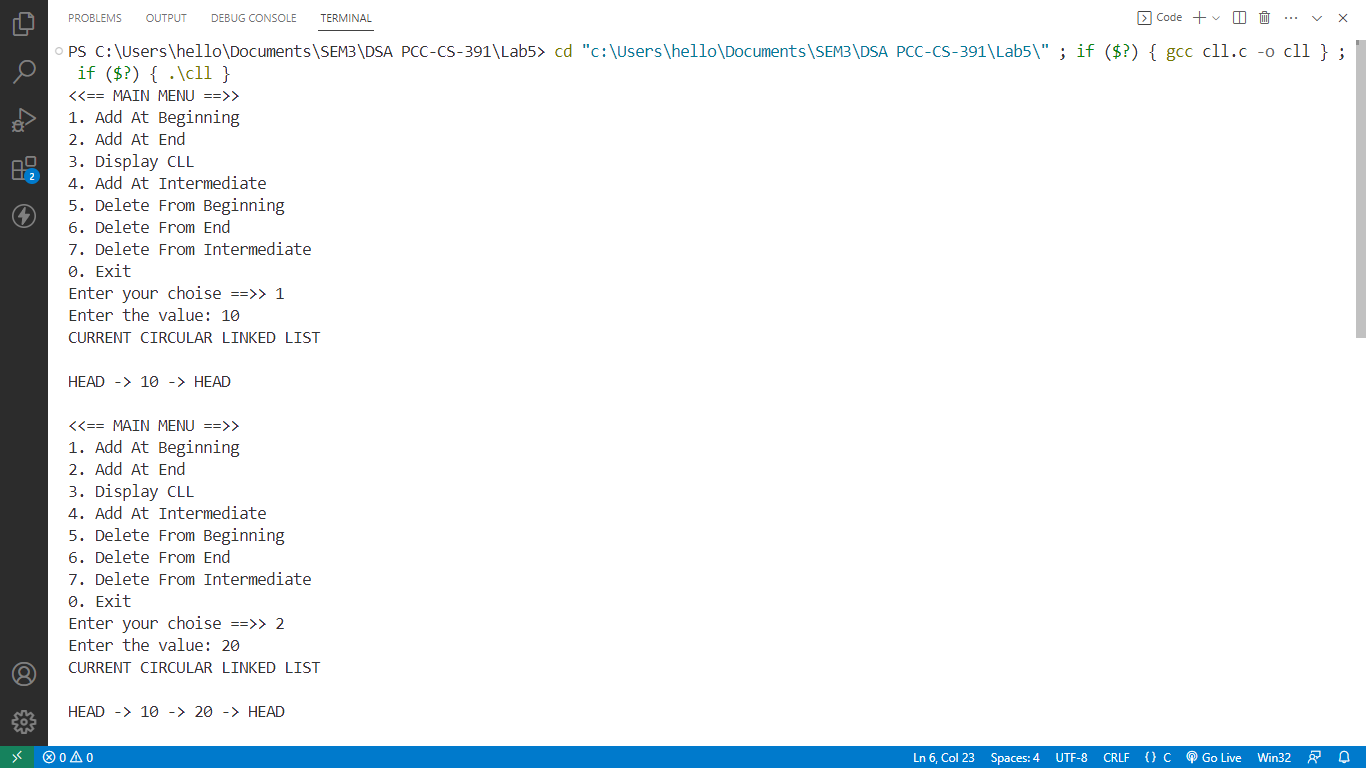 PROBLEMS OUTPUT DEBUG CONSOLE TERMINAL Code
PS C:\Users\hello\Documents\SEM3\DSA PCC-CS-391\Lab5> cd "c:\Users\hello\Documents\SEM3\DSA PCC-CS-391\Lab5\" ; if ($?) { gcc cll.c -o cll } ;
if ($?) { .\cll }
<<== MAIN MENU ==>>
1. Add At Beginning
2. Add At End
3. Display CLL
4. Add At Intermediate
5. Delete From Beginning
6. Delete From End
7. Delete From Intermediate
0. Exit
Enter your choise ==>> 1
Enter the value: 10
CURRENT CIRCULAR LINKED LIST
HEAD -> 10 -> HEAD
<<== MAIN MENU ==>>
1. Add At Beginning
2. Add At End
3. Display CLL
4. Add At Intermediate
5. Delete From Beginning
6. Delete From End
7. Delete From Intermediate
0. Exit
Enter your choise ==>> 2
Enter the value: 20
CURRENT CIRCULAR LINKED LIST
HEAD -> 10 -> 20 -> HEAD
2
0 0 Ln 6, Col 23 Spaces: 4 UTF-8 CRLF {} C Go Live Win32